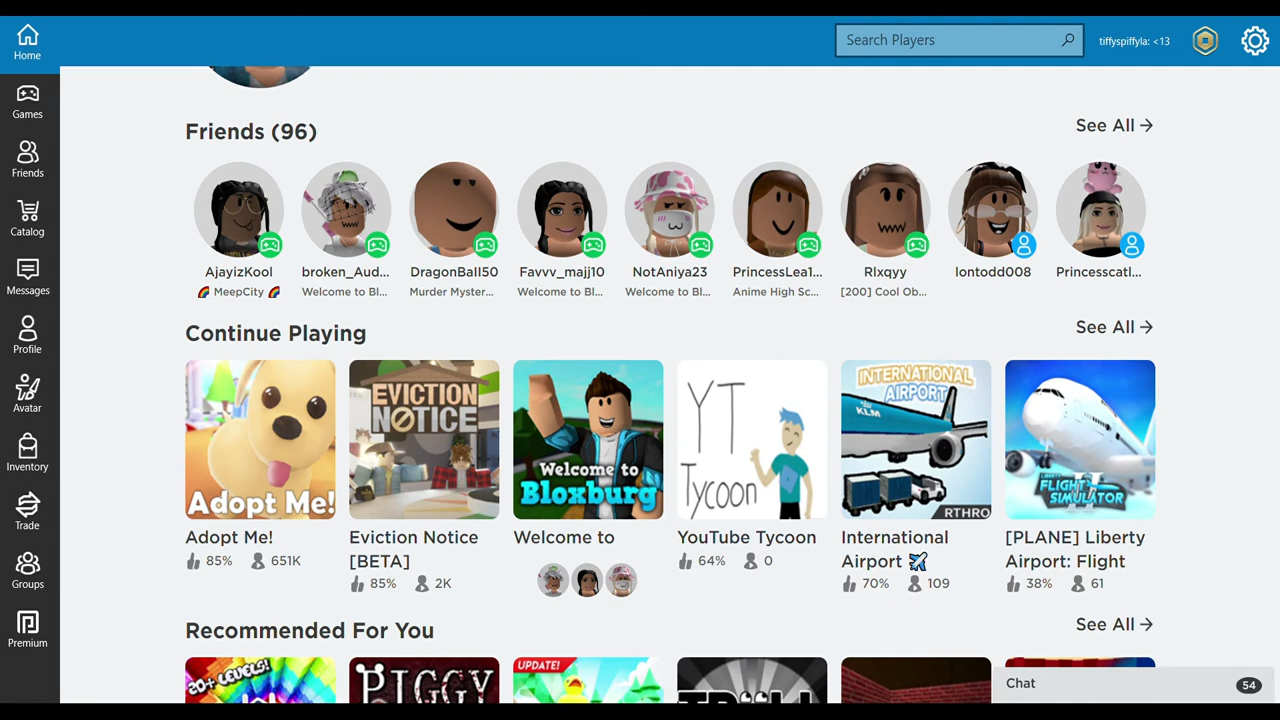 Home
Search Players
tiffyspiffyla: <13
Games
Friends
Catalog
Messages
Profile
Avatar
Inventory
Trade
Groups
Premium
Friends (96)
See All
AjayizKool
broken_Aud...
DragonBall50
Favvv_majj10
NotAniya23
PrincessLea1...
Rlxqyy
lontodd008
Princesscatl...
🌈 MeepCity 🌈
Welcome to Bl...
Murder Myster...
Welcome to Bl...
Welcome to Bl...
Anime High Sc...
[200] Cool Ob...
Continue Playing
See All
Adopt Me!
EVICTION
NOTICE
Welcome to
Bloxburg
YT
Tycoon
INTERNATIONAL
AIRPORT
KLM
RTHRO
LIBERTY
FLIGHT
SIMULATOR
Adopt Me!
85% 651K
Eviction Notice
[BETA]
85% 2K
Welcome to
YouTube Tycoon
64% 0
International
Airport ✈️
70% 109
[PLANE] Liberty
Airport: Flight
38% 61
Recommended For You
See All
20+ LEVELS!
PIGGY
UPDATE!
Chat
54